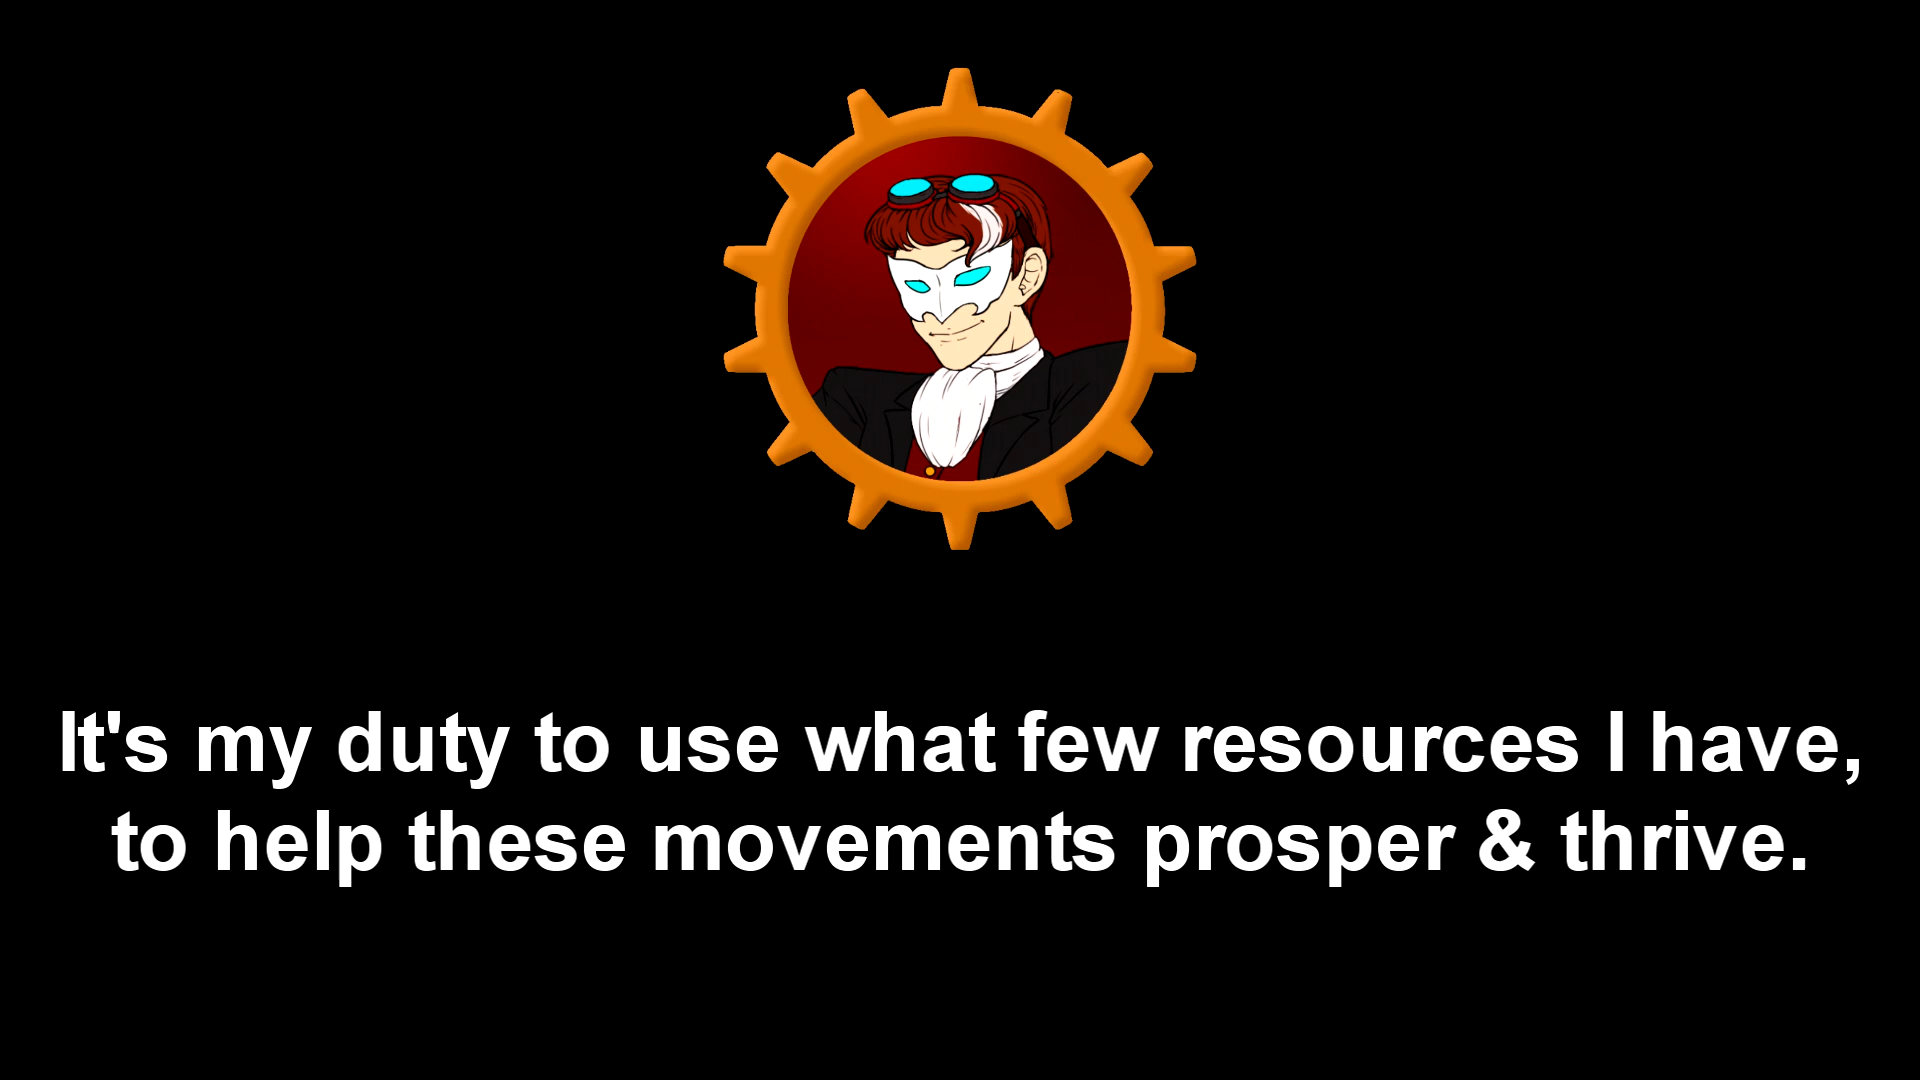 It's my duty to use what few resources I have,
to help these movements prosper & thrive.